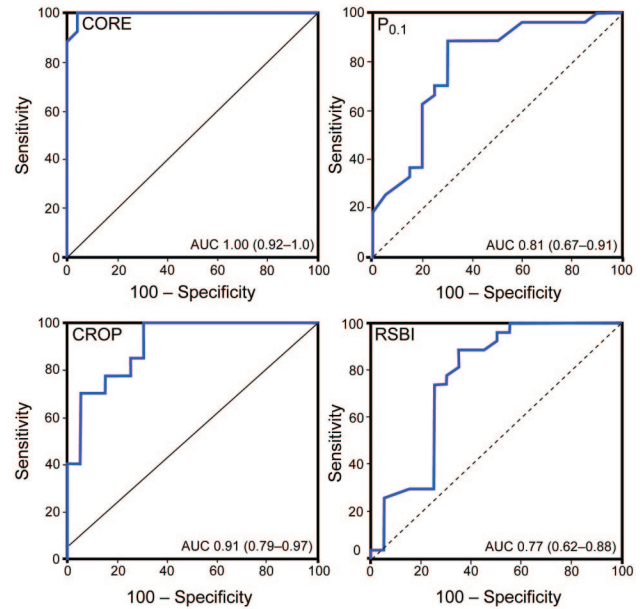 CORE
100
80
60
40
20
0
Sensitivity
AUC 1.00 (0.92–1.0)
0 20 40 60 80 100
100 – Specificity
P0.1
100
80
60
40
20
0
Sensitivity
AUC 0.81 (0.67–0.91)
0 20 40 60 80 100
100 – Specificity
CROP
100
80
60
40
20
0
Sensitivity
AUC 0.91 (0.79–0.97)
0 20 40 60 80 100
100 – Specificity
RSBI
100
80
60
40
20
0
Sensitivity
AUC 0.77 (0.62–0.88)
0 20 40 60 80 100
100 – Specificity